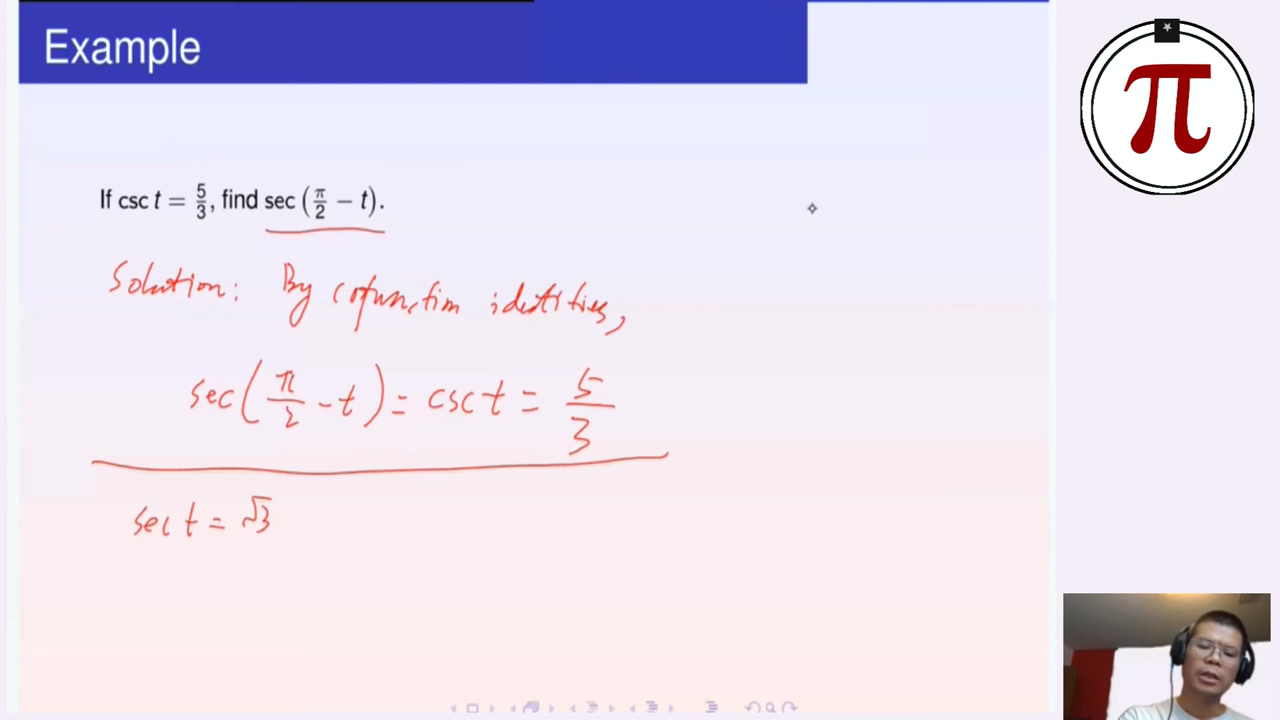 Example
If csc t = 5/3, find sec (π/2 − t).
Solution: By cofunction identities,
sec(π/2 − t) = csc t = 5/3
sec t = √3
π